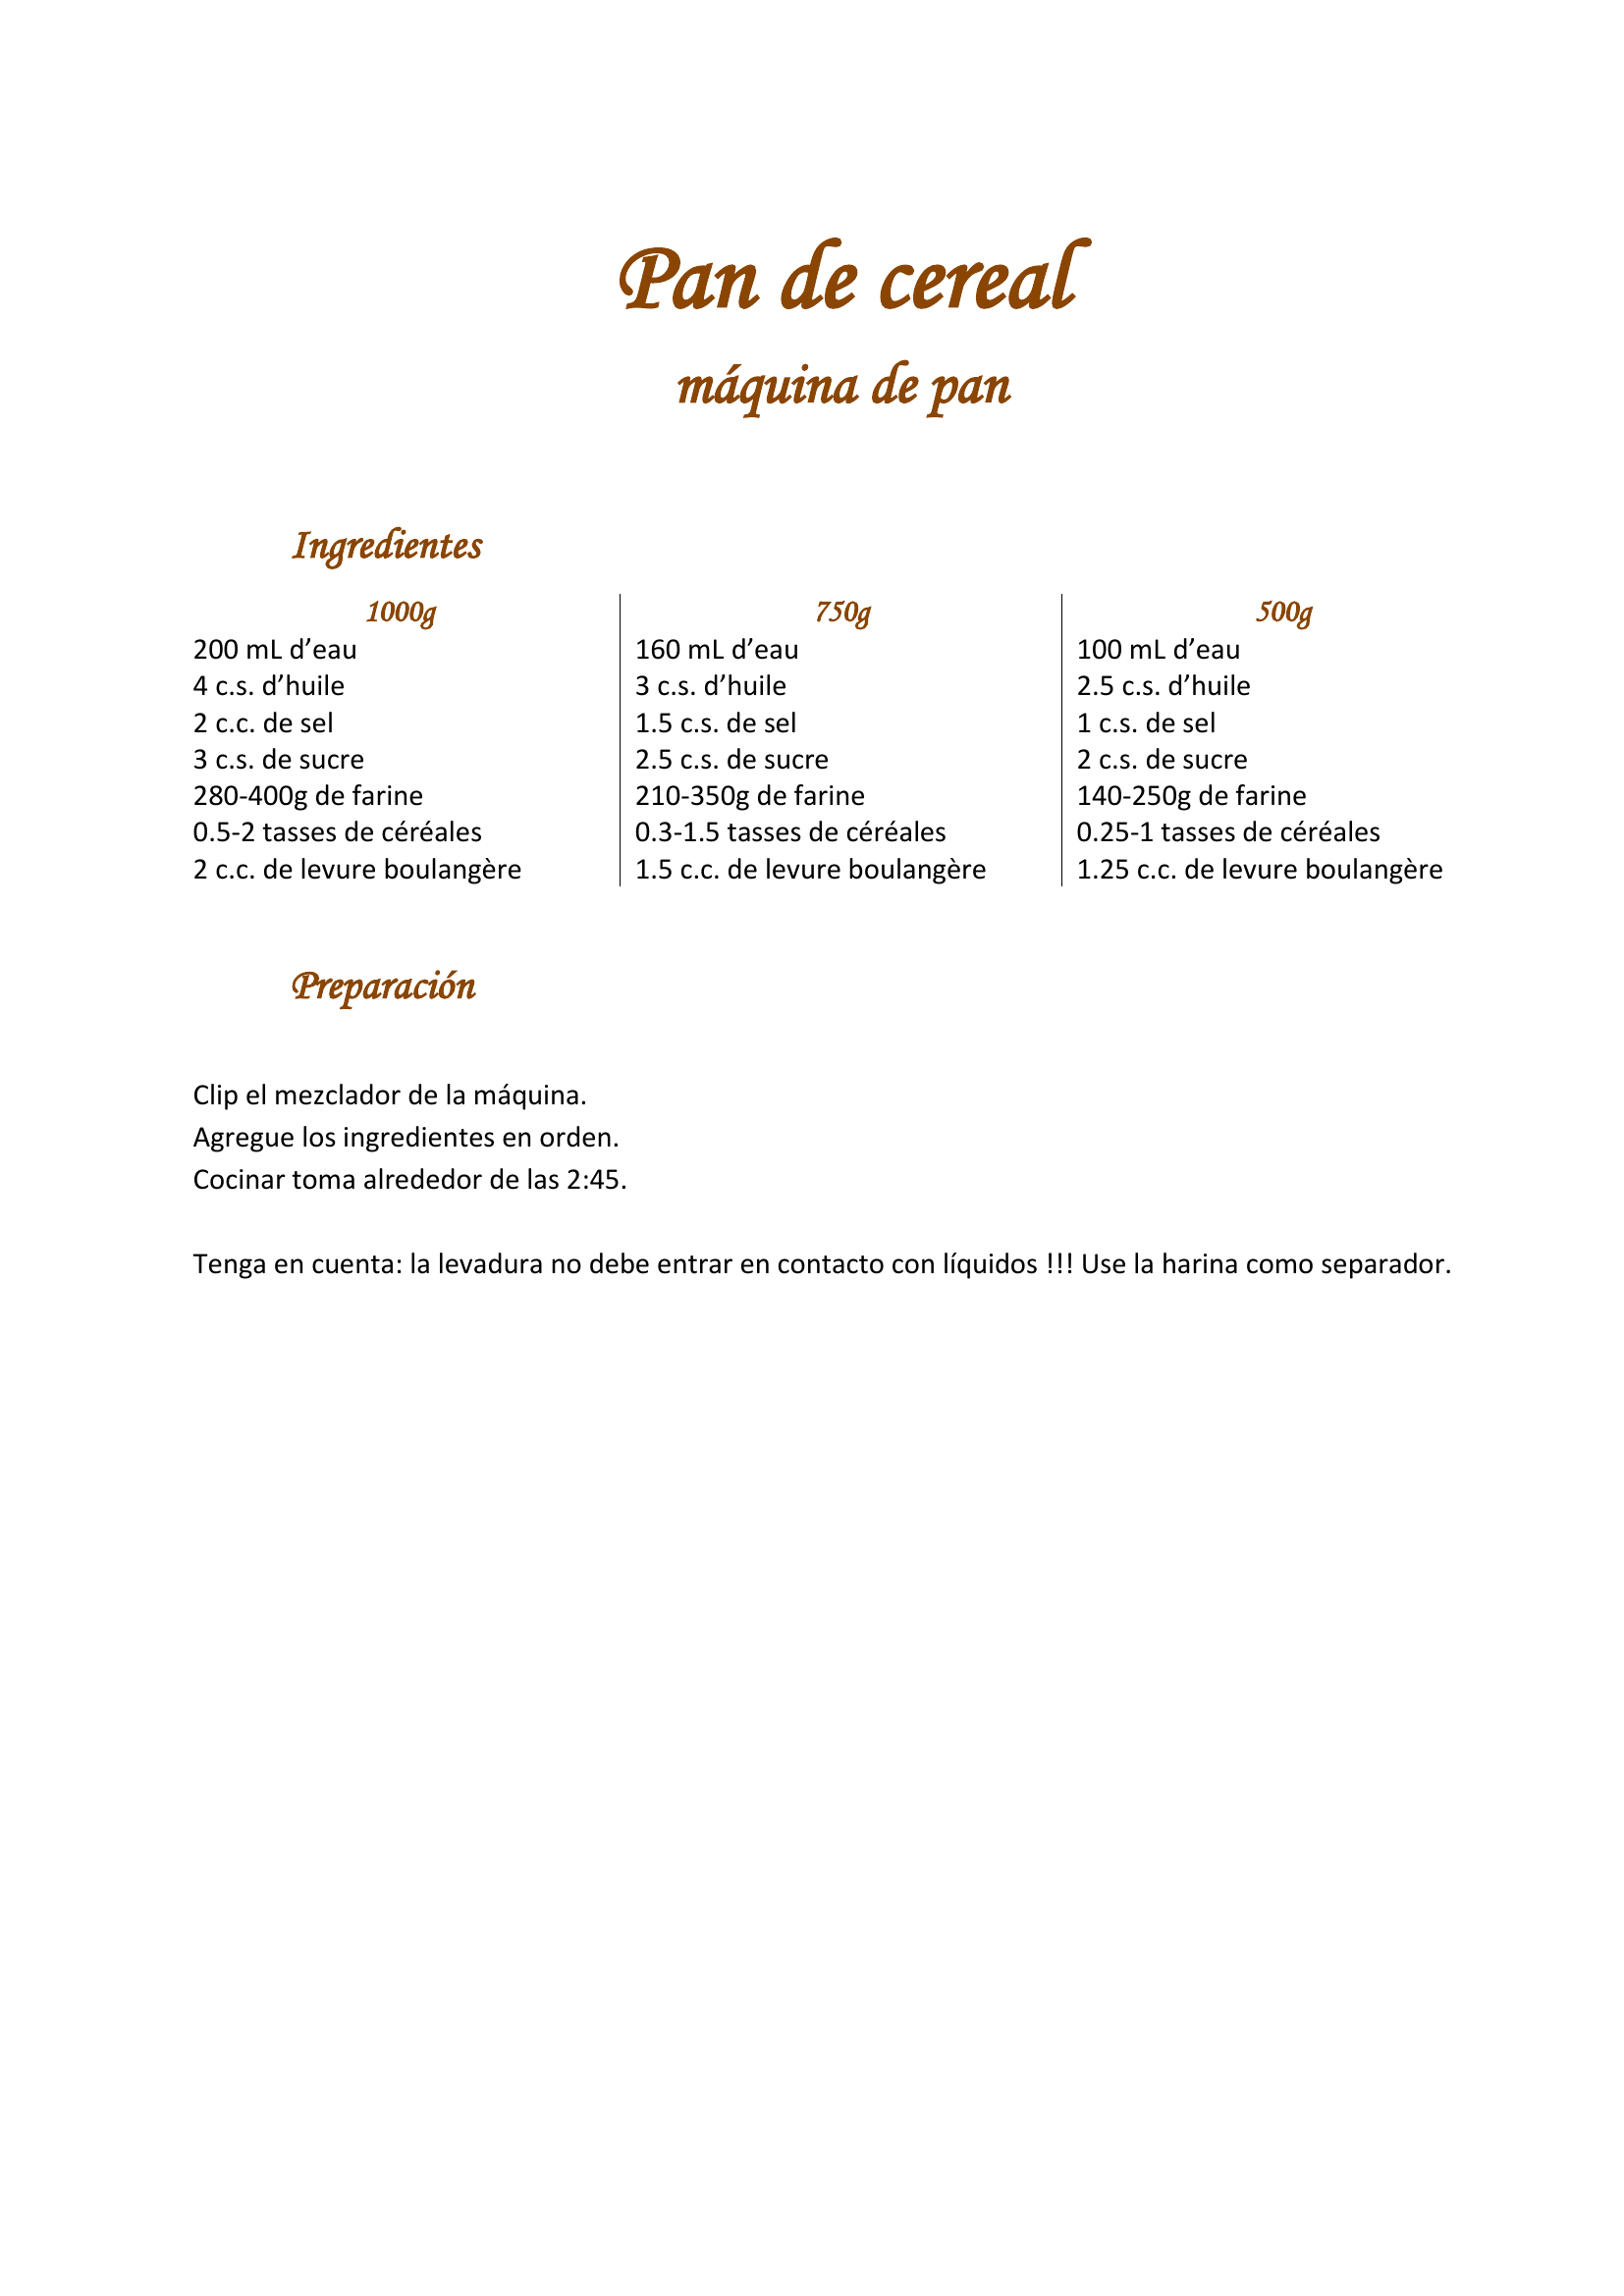 Pan de cereal
máquina de pan
Ingredientes
1000g
200 mL d’eau
4 c.s. d’huile
2 c.c. de sel
3 c.s. de sucre
280-400g de farine
0.5-2 tasses de céréales
2 c.c. de levure boulangère
750g
160 mL d’eau
3 c.s. d’huile
1.5 c.s. de sel
2.5 c.s. de sucre
210-350g de farine
0.3-1.5 tasses de céréales
1.5 c.c. de levure boulangère
500g
100 mL d’eau
2.5 c.s. d’huile
1 c.s. de sel
2 c.s. de sucre
140-250g de farine
0.25-1 tasses de céréales
1.25 c.c. de levure boulangère
Preparación
Clip el mezclador de la máquina.
Agregue los ingredientes en orden.
Cocinar toma alrededor de las 2:45.
Tenga en cuenta: la levadura no debe entrar en contacto con líquidos !!! Use la harina como separador.